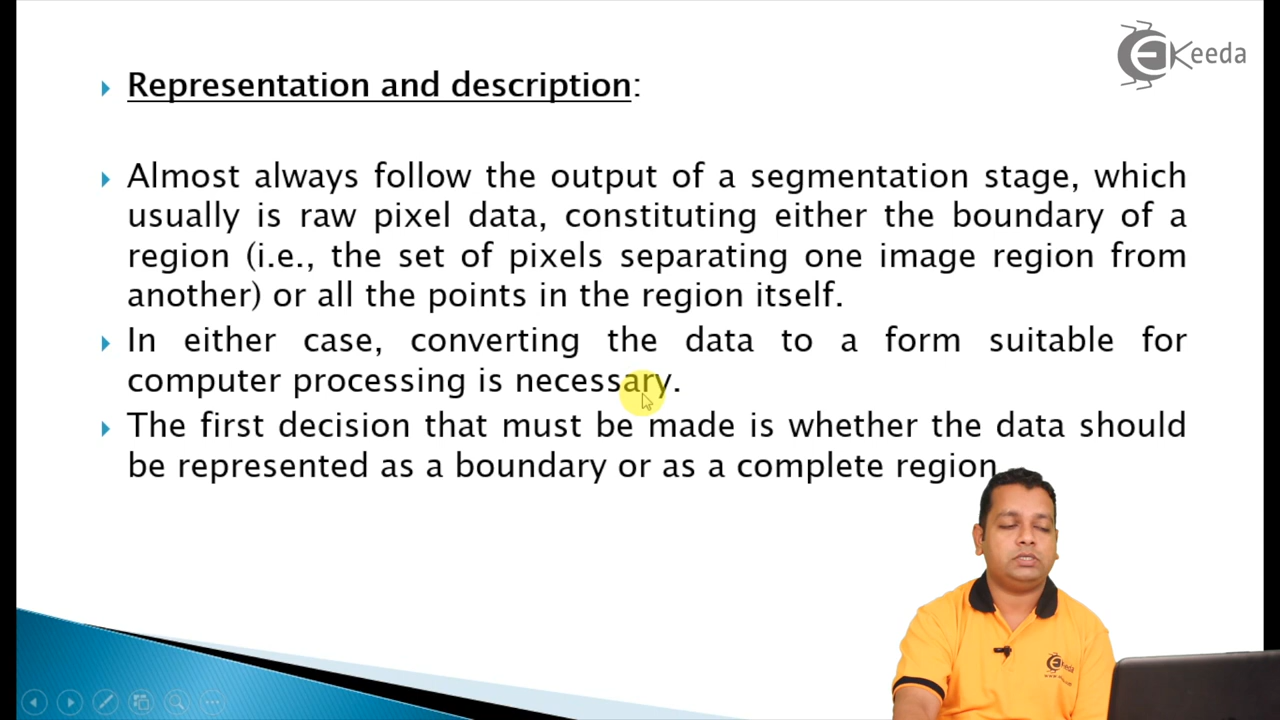 Keeda
Representation and description:
Almost always follow the output of a segmentation stage, which
usually is raw pixel data, constituting either the boundary of a
region (i.e., the set of pixels separating one image region from
another) or all the points in the region itself.
In either case, converting the data to a form suitable for
computer processing is necessary.
The first decision that must be made is whether the data should
be represented as a boundary or as a complete region
Keeda